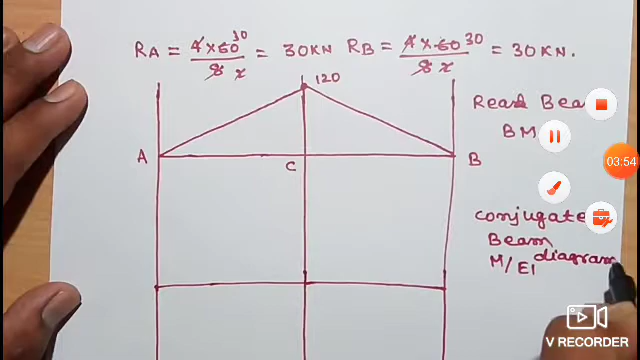 RA = 4×60 30 / 8 2 = 30KN RB = 4×60 30 / 8 2 = 30KN.
120
Real Bea
BM
A C B
03:54
Conjugate
Beam
M/EI diagram
V RECORDER